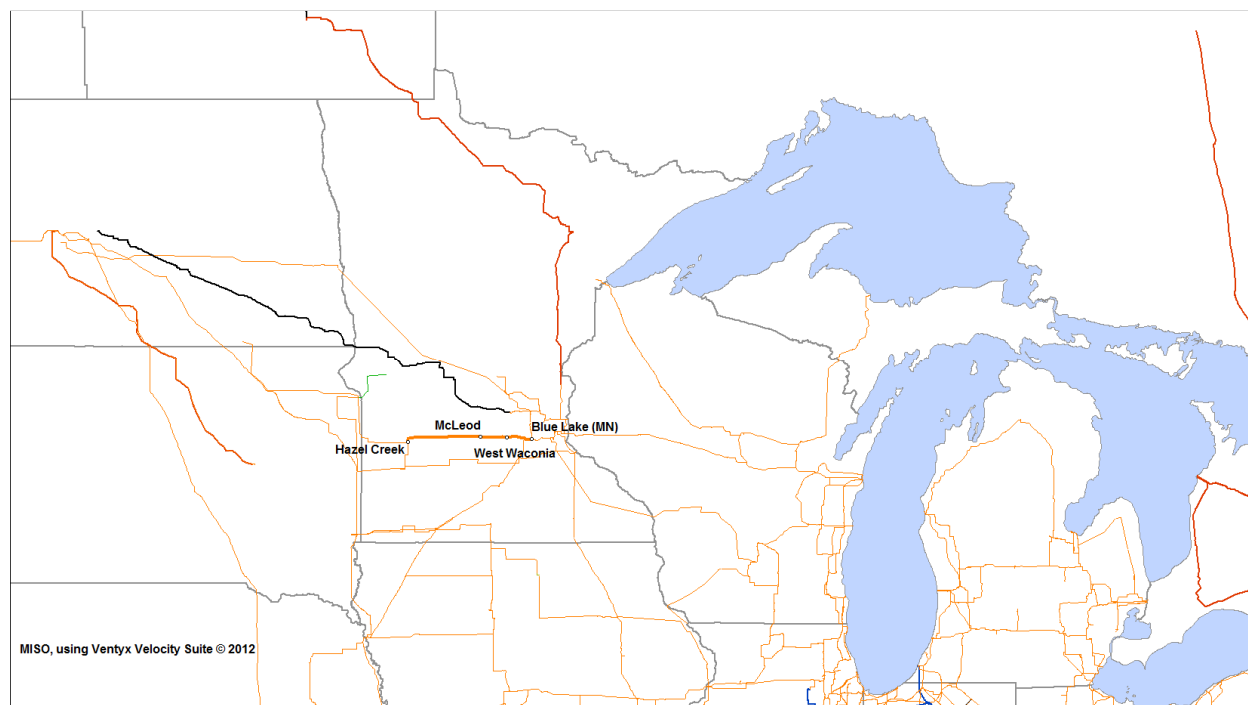 McLeod
Blue Lake (MN)
Hazel Creek
West Waconia
MISO, using Ventyx Velocity Suite © 2012